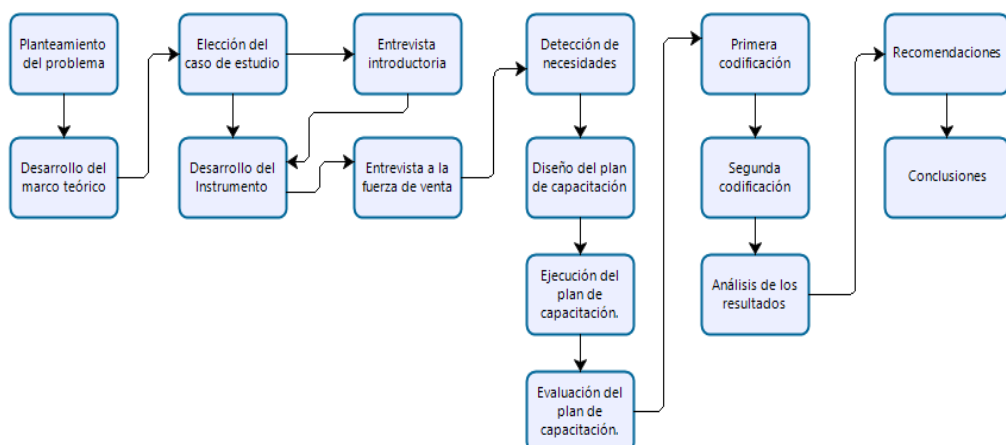 Planteamiento
del problema
Desarrollo del
marco teórico
Elección del
caso de estudio
Desarrollo del
Instrumento
Entrevista
introductoria
Entrevista a la
fuerza de venta
Detección de
necesidades
Diseño del plan
de capacitación
Ejecución del
plan de
capacitación.
Evaluación del
plan de
capacitación.
Primera
codificación
Segunda
codificación
Análisis de los
resultados
Recomendaciones
Conclusiones